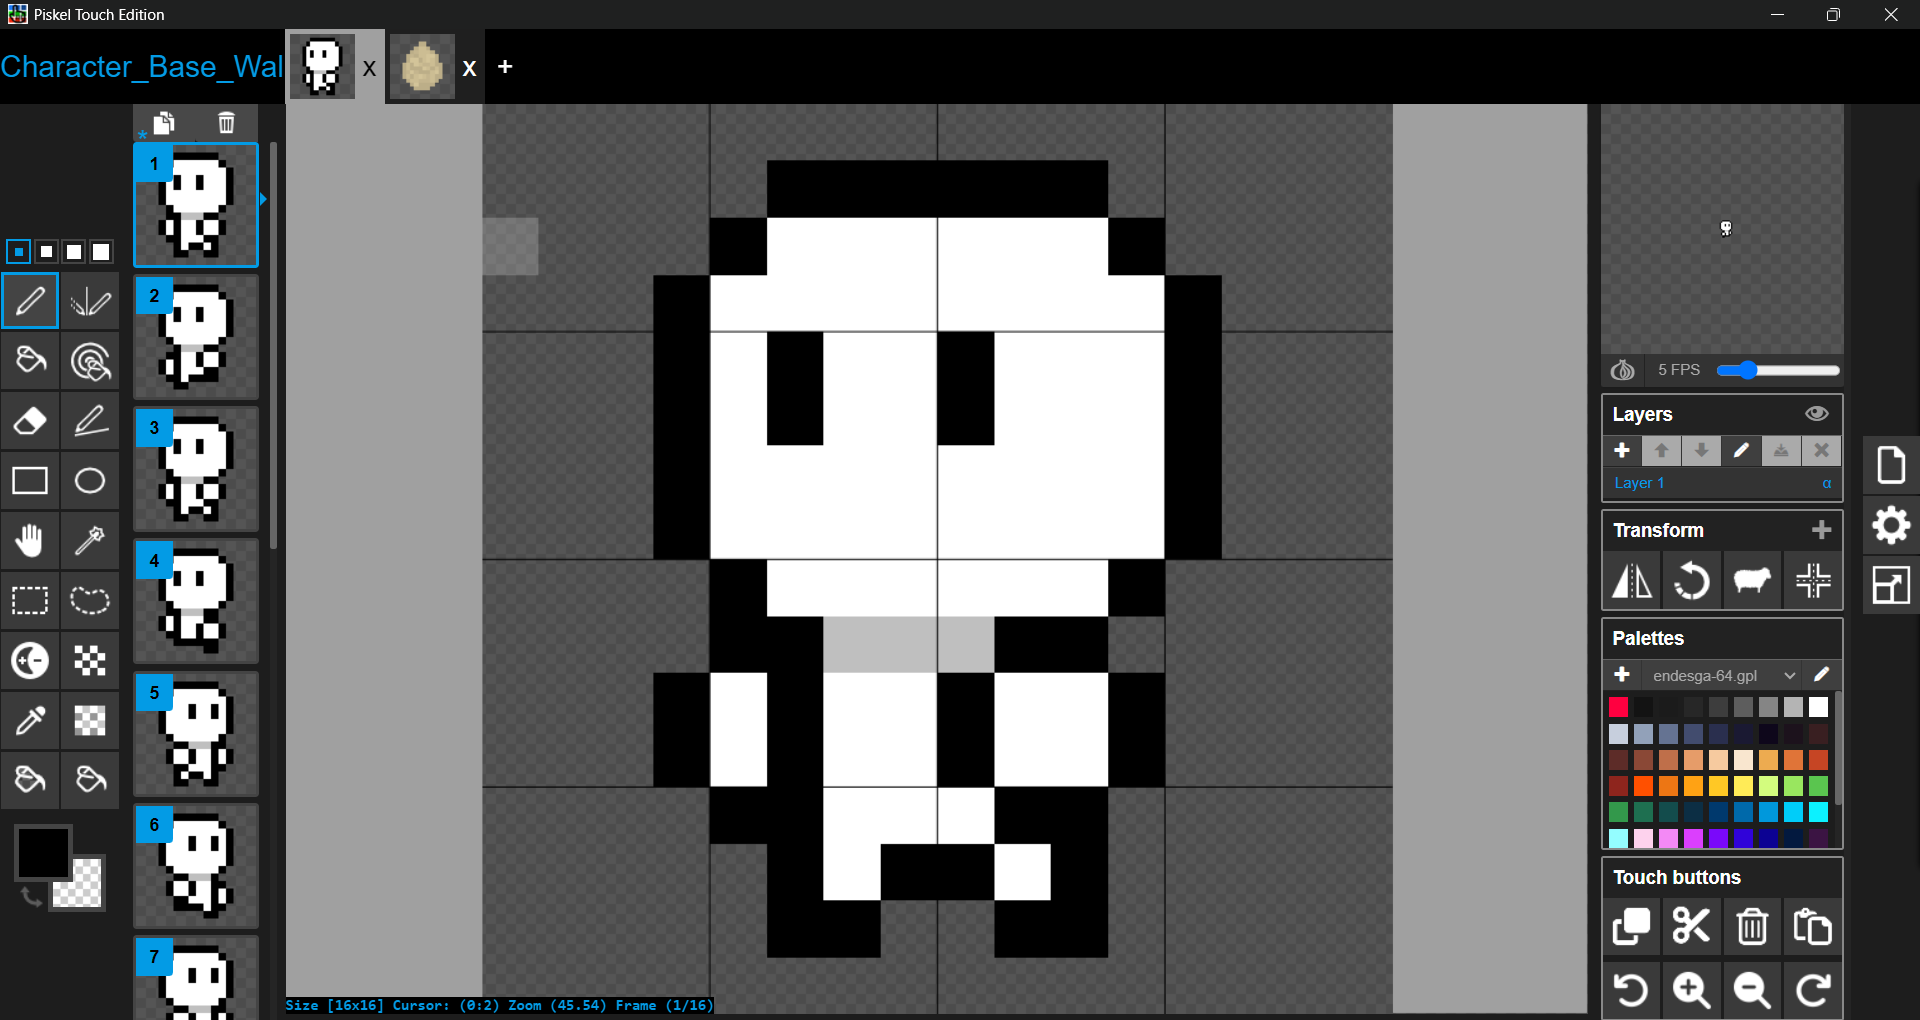 Piskel Touch Edition
Character_Base_Wal
x
x
+
*
1
2
3
4
5
6
7
5 FPS
Layers
Layer 1
α
Transform
Palettes
endesga-64.gpl
Touch buttons
Size [16x16] Cursor: (0:2) Zoom (45.54) Frame (1/16)